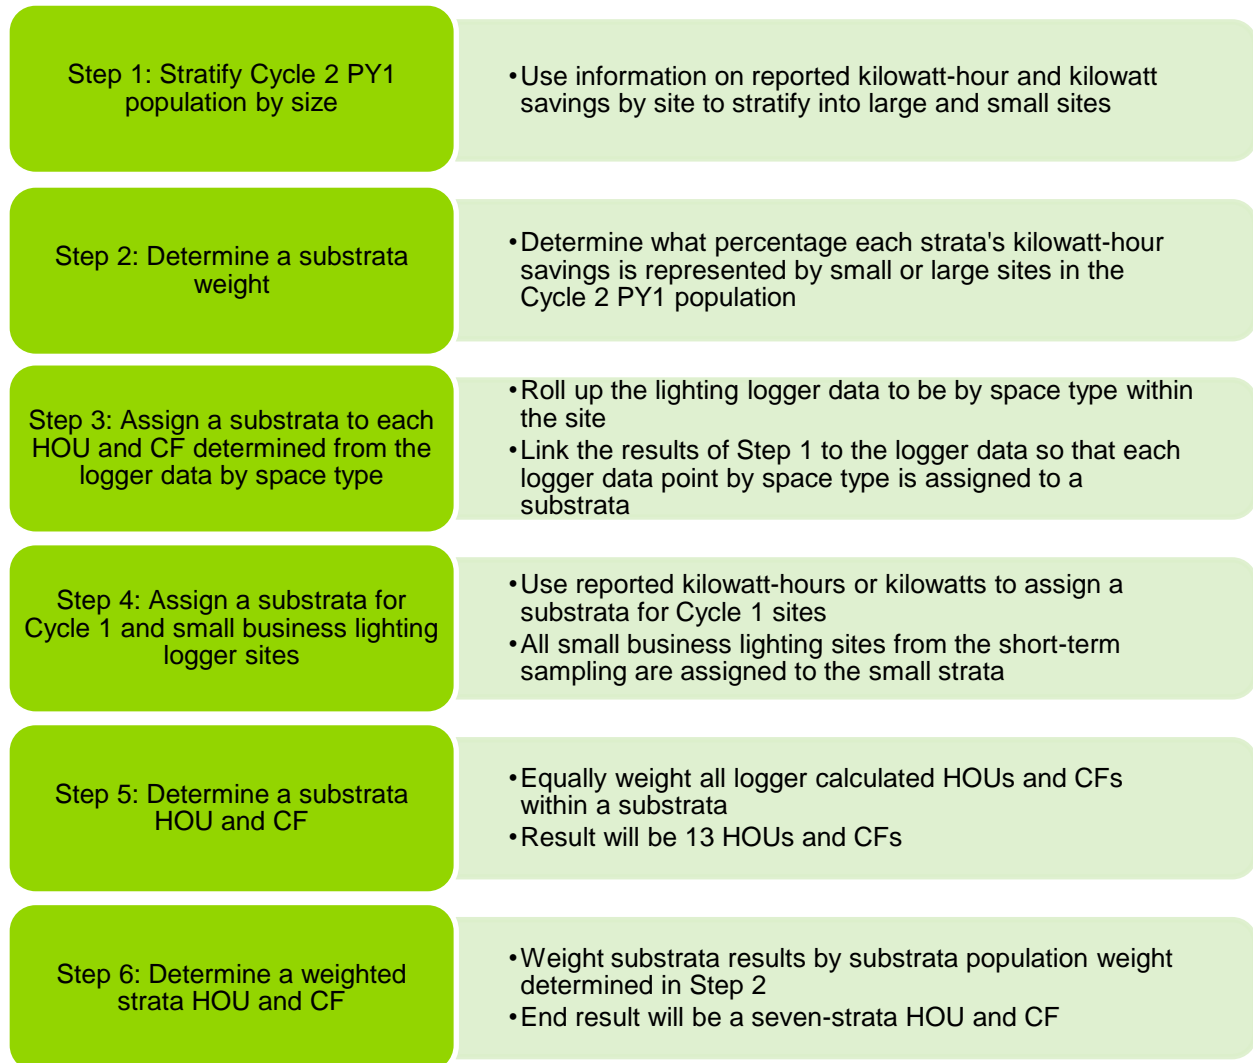 Step 1: Stratify Cycle 2 PY1
population by size
•Use information on reported kilowatt-hour and kilowatt
savings by site to stratify into large and small sites
Step 2: Determine a substrata
weight
•Determine what percentage each strata's kilowatt-hour
savings is represented by small or large sites in the
Cycle 2 PY1 population
Step 3: Assign a substrata to each
HOU and CF determined from the
logger data by space type
•Roll up the lighting logger data to be by space type within
the site
•Link the results of Step 1 to the logger data so that each
logger data point by space type is assigned to a
substrata
Step 4: Assign a substrata for
Cycle 1 and small business lighting
logger sites
•Use reported kilowatt-hours or kilowatts to assign a
substrata for Cycle 1 sites
•All small business lighting sites from the short-term
sampling are assigned to the small strata
Step 5: Determine a substrata
HOU and CF
•Equally weight all logger calculated HOUs and CFs
within a substrata
•Result will be 13 HOUs and CFs
Step 6: Determine a weighted
strata HOU and CF
•Weight substrata results by substrata population weight
determined in Step 2
•End result will be a seven-strata HOU and CF